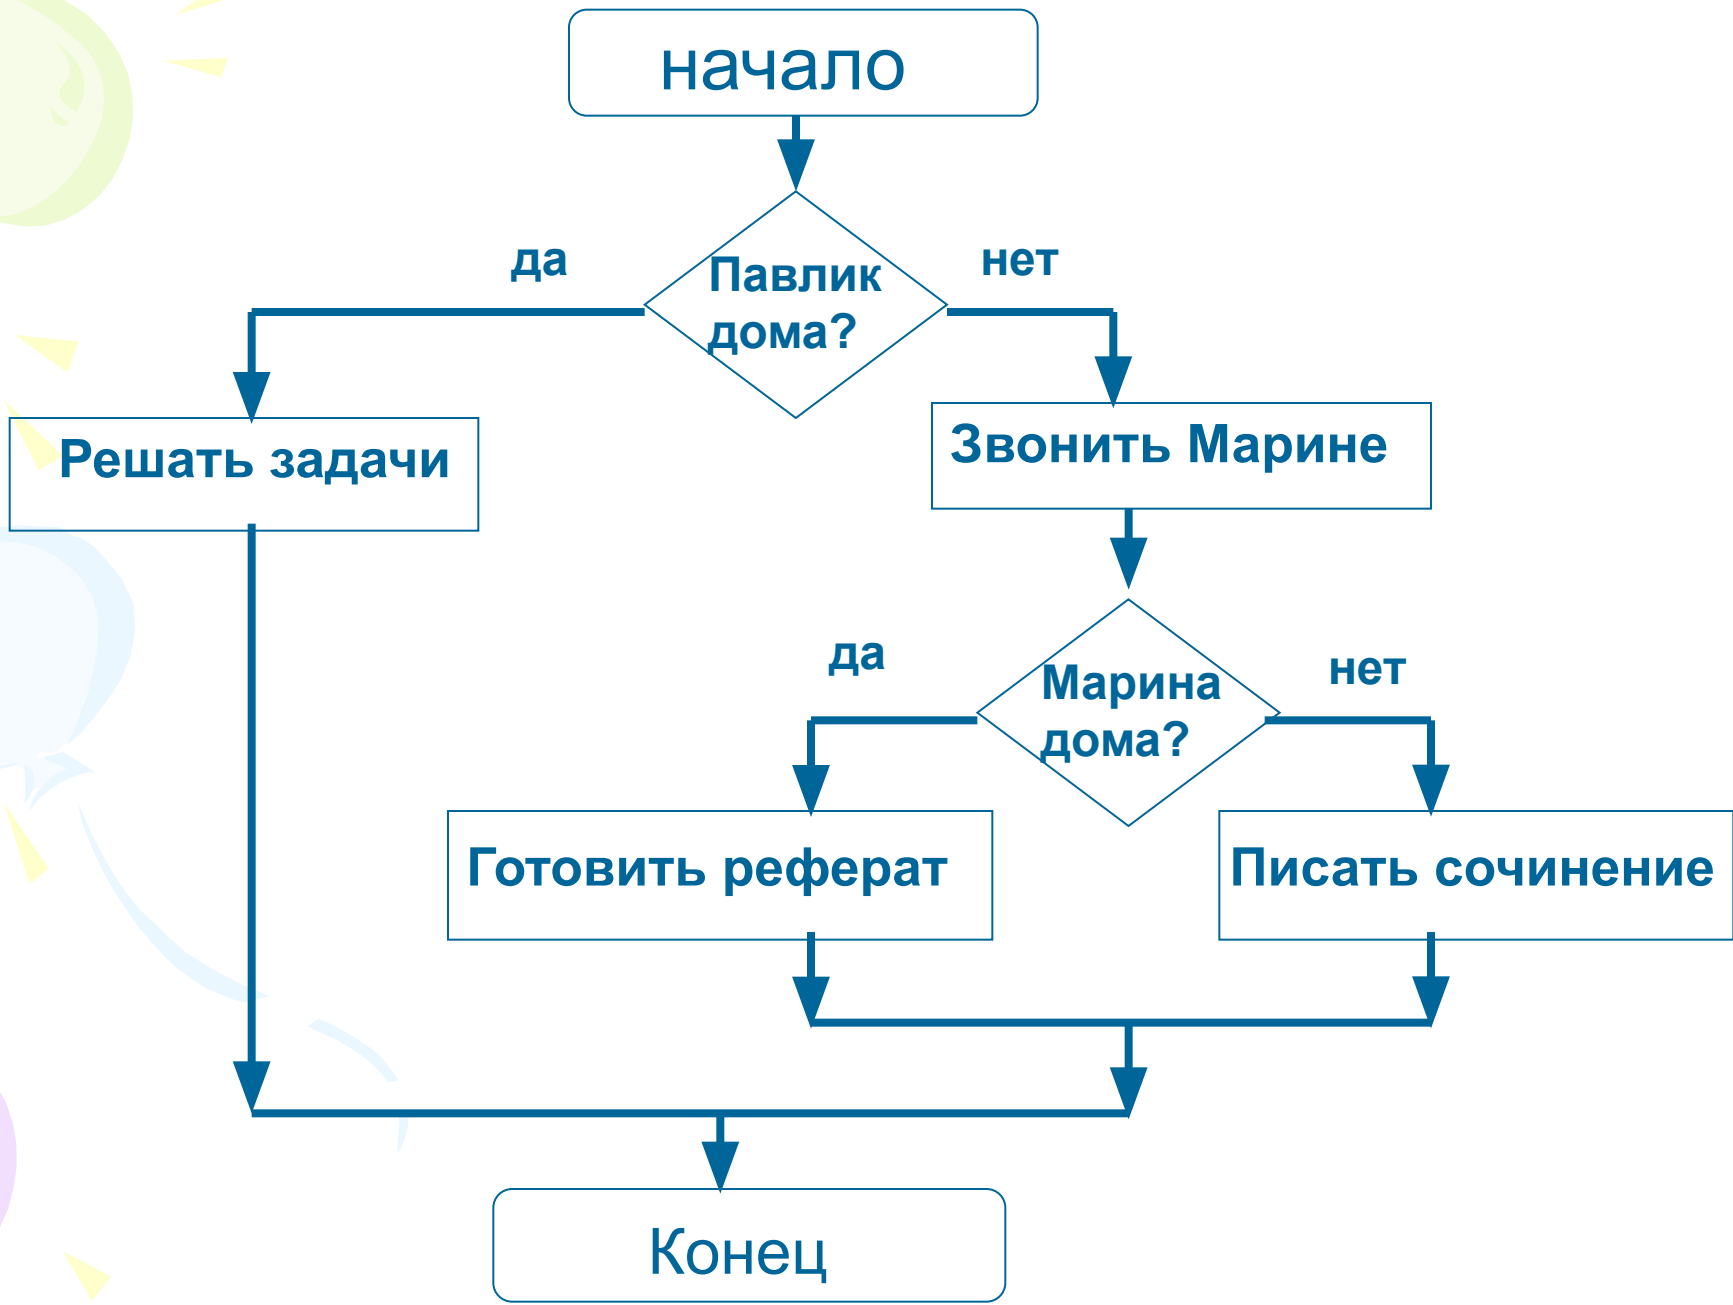 начало
да
Павлик
дома?
нет
Решать задачи
Звонить Марине
да
Марина
дома?
нет
Готовить реферат
Писать сочинение
Конец